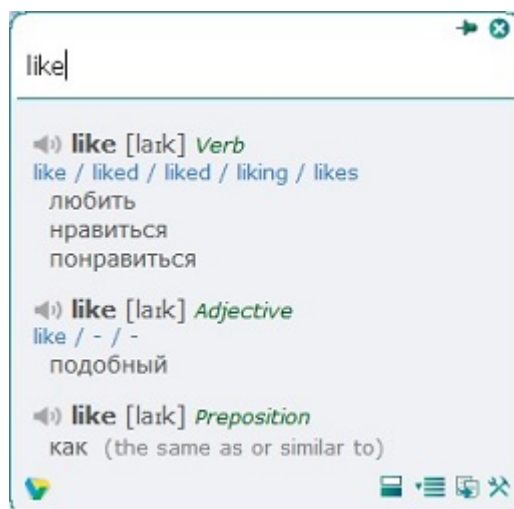 like
like [laɪk] Verb
like / liked / liked / liking / likes
любить
нравиться
понравиться
like [laɪk] Adjective
like / - / -
подобный
like [laɪk] Preposition
как (the same as or similar to)